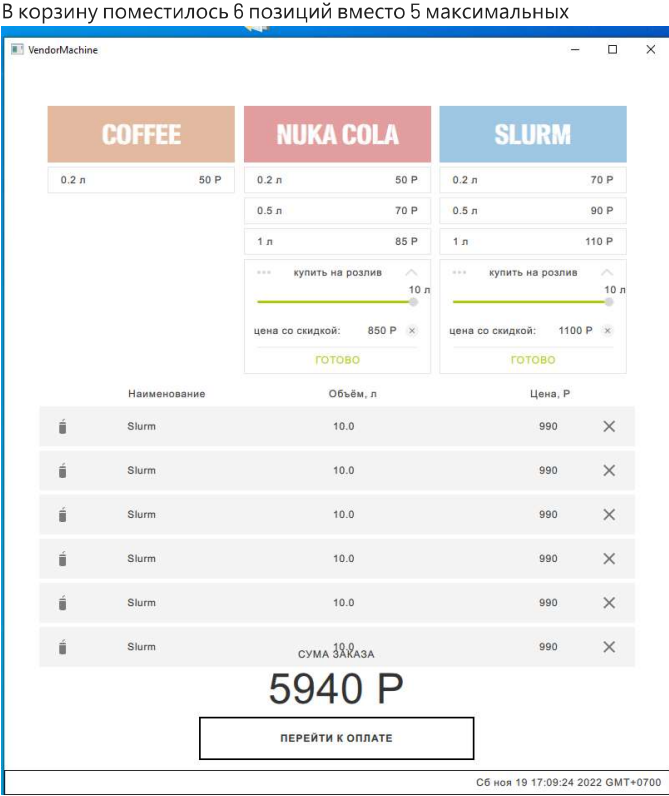 В корзину поместилось 6 позиций вместо 5 максимальных
VendorMachine
COFFEE NUKA COLA SLURM
0.2 л 50 Р 0.2 л 50 Р 0.2 л 70 Р
0.5 л 70 Р 0.5 л 90 Р
1 л 85 Р 1 л 110 Р
купить на розлив купить на розлив
10 л 10 л
цена со скидкой: 850 Р цена со скидкой: 1100 Р
ГОТОВО ГОТОВО
Наименование Объём, л Цена, Р
Slurm 10.0 990
Slurm 10.0 990
Slurm 10.0 990
Slurm 10.0 990
Slurm 10.0 990
Slurm 10.0 990
СУМА ЗАКАЗА
5940 Р
ПЕРЕЙТИ К ОПЛАТЕ
Сб ноя 19 17:09:24 2022 GMT+0700